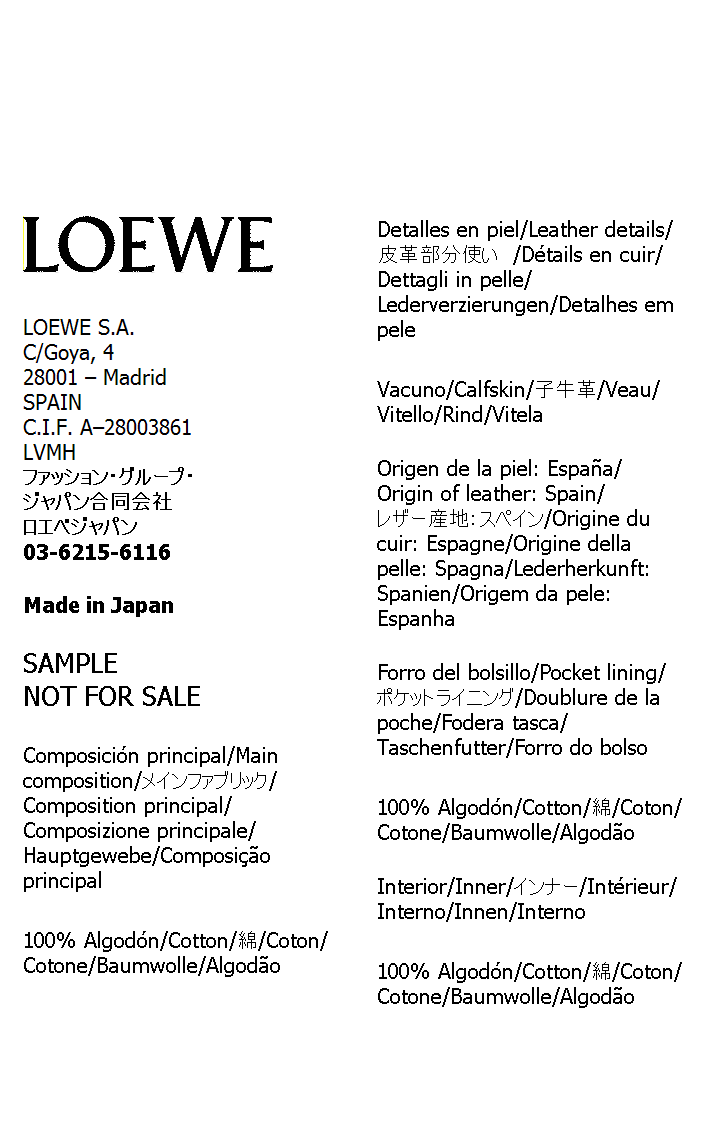 LOEWE
LOEWE S.A.
C/Goya, 4
28001 – Madrid
SPAIN
C.I.F. A–28003861
LVMH
ファッション・グループ・
ジャパン合同会社
ロエベジャパン
03-6215-6116
Made in Japan
SAMPLE
NOT FOR SALE
Composición principal/Main
composition/メインファブリック/
Composition principal/
Composizione principale/
Hauptgewebe/Composição
principal
100% Algodón/Cotton/綿/Coton/
Cotone/Baumwolle/Algodão
Detalles en piel/Leather details/
皮革部分使い /Détails en cuir/
Dettagli in pelle/
Lederverzierungen/Detalhes em
pele
Vacuno/Calfskin/子牛革/Veau/
Vitello/Rind/Vitela
Origen de la piel: España/
Origin of leather: Spain/
レザー産地：スペイン/Origine du
cuir: Espagne/Origine della
pelle: Spagna/Lederherkunft:
Spanien/Origem da pele:
Espanha
Forro del bolsillo/Pocket lining/
ポケットライニング/Doublure de la
poche/Fodera tasca/
Taschenfutter/Forro do bolso
100% Algodón/Cotton/綿/Coton/
Cotone/Baumwolle/Algodão
Interior/Inner/インナー/Intérieur/
Interno/Innen/Interno
100% Algodón/Cotton/綿/Coton/
Cotone/Baumwolle/Algodão